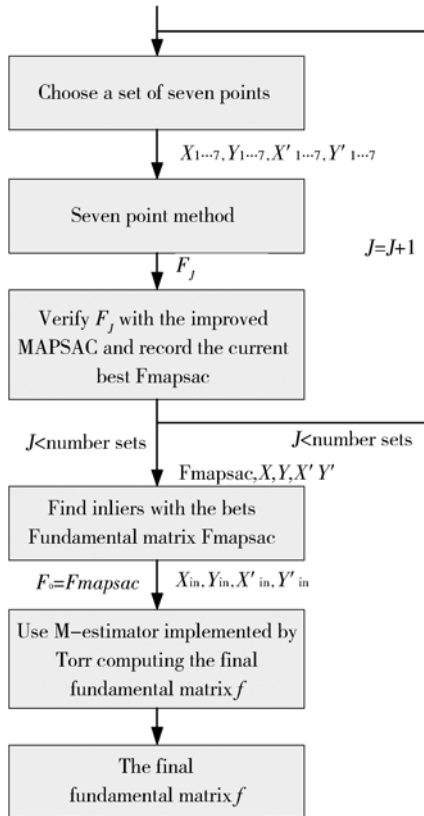 Choose a set of seven points
X1...7,Y1...7,X' 1...7,Y' 1...7
Seven point method
J=J+1
FJ
Verify FJ with the improved
MAPSAC and record the current
best Fmapsac
J<number sets
J<number sets
Fmapsac,X,Y,X' Y'
Find inliers with the bets
Fundamental matrix Fmapsac
F0=Fmapsac
Xin,Yin,X' in,Y' in
Use M-estimator implemented by
Torr computing the final
fundamental matrix f
The final
fundamental matrix f